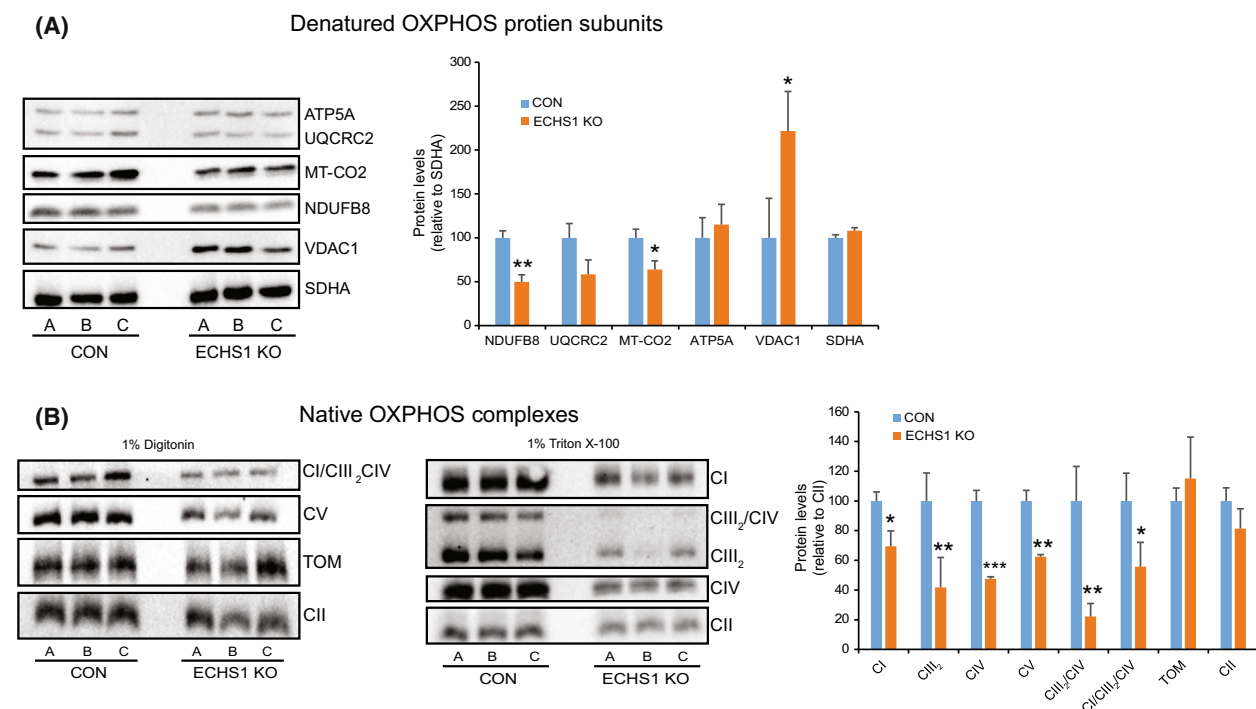 (A)
Denatured OXPHOS protien subunits
ATP5A
UQCRC2
MT-CO2
NDUFB8
VDAC1
SDHA
A B C A B C
CON ECHS1 KO
Protein levels
(relative to SDHA)
300
250
200
150
100
50
0
CON
ECHS1 KO
**
*
*
NDUFB8 UQCRC2 MT-CO2 ATP5A VDAC1 SDHA
(B)
Native OXPHOS complexes
1% Digitonin
CI/CIII2CIV
CV
TOM
CII
A B C A B C
CON ECHS1 KO
1% Triton X-100
CI
CIII2/CIV
CIII2
CIV
CII
A B C A B C
CON ECHS1 KO
Protein levels
(relative to CII)
160
140
120
100
80
60
40
20
0
CON
ECHS1 KO
*
**
***
**
**
*
CI CIII2 CIV CV CIII2/CIV CI/CIII2/CIV TOM CII